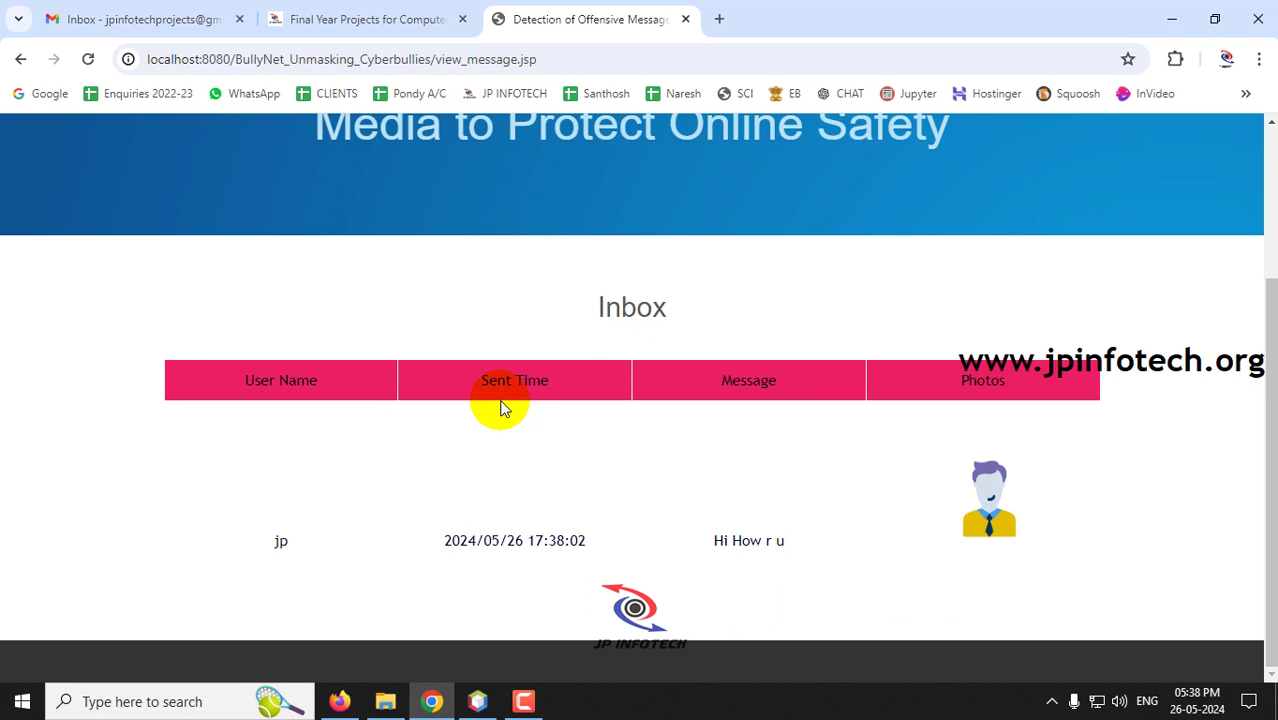 Inbox - jpinfotechprojects@gm
Final Year Projects for Compute
Detection of Offensive Message
localhost:8080/BullyNet_Unmasking_Cyberbullies/view_message.jsp
Google
Enquiries 2022-23
WhatsApp
CLIENTS
Pondy A/C
JP INFOTECH
Santhosh
Naresh
SCI
EB
CHAT
Jupyter
Hostinger
Squoosh
InVideo
Media to Protect Online Safety
Inbox
www.jpinfotech.org
User Name
Sent Time
Message
Photos
jp
2024/05/26 17:38:02
Hi How r u
JP INFOTECH
Type here to search
ENG
05:38 PM
26-05-2024